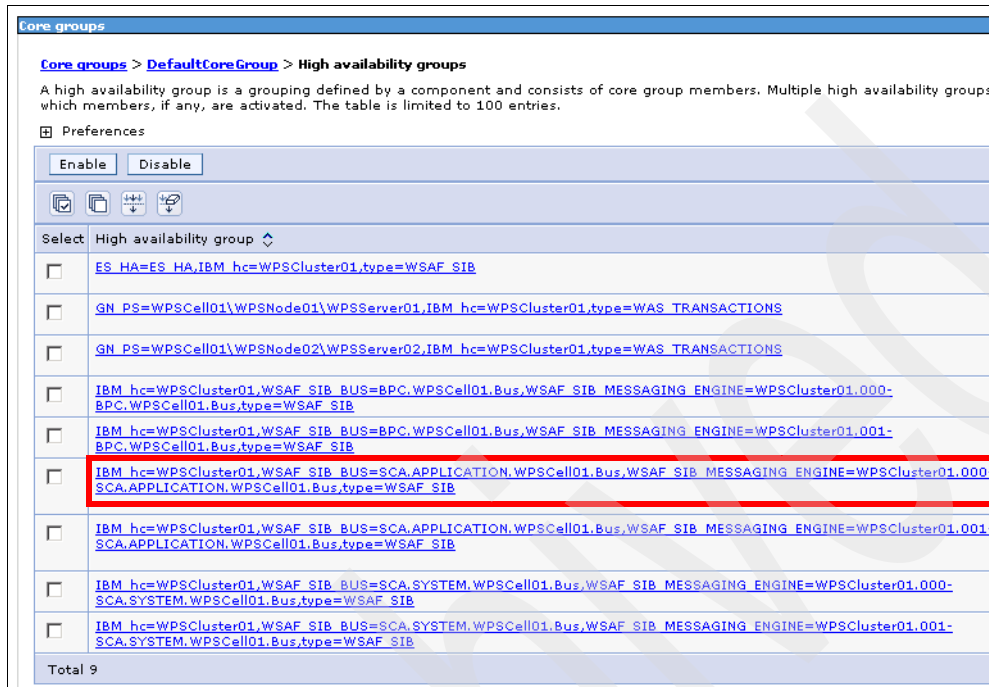 Core groups
Core groups > DefaultCoreGroup > High availability groups
A high availability group is a grouping defined by a component and consists of core group members. Multiple high availability groups
which members, if any, are activated. The table is limited to 100 entries.
Preferences
Enable Disable
Select High availability group
ES_HA=ES_HA,IBM_hc=WPSCluster01,type=WSAF_SIB
GN_PS=WPSCell01\WPSNode01\WPSServer01,IBM_hc=WPSCluster01,type=WAS_TRANSACTIONS
GN_PS=WPSCell01\WPSNode02\WPSServer02,IBM_hc=WPSCluster01,type=WAS_TRANSACTIONS
IBM_hc=WPSCluster01,WSAF_SIB_BUS=BPC.WPSCell01.Bus,WSAF_SIB_MESSAGING_ENGINE=WPSCluster01.000-
BPC.WPSCell01.Bus,type=WSAF_SIB
IBM_hc=WPSCluster01,WSAF_SIB_BUS=BPC.WPSCell01.Bus,WSAF_SIB_MESSAGING_ENGINE=WPSCluster01.001-
BPC.WPSCell01.Bus,type=WSAF_SIB
IBM_hc=WPSCluster01,WSAF_SIB_BUS=SCA.APPLICATION.WPSCell01.Bus,WSAF_SIB_MESSAGING_ENGINE=WPSCluster01.000-
SCA.APPLICATION.WPSCell01.Bus,type=WSAF_SIB
IBM_hc=WPSCluster01,WSAF_SIB_BUS=SCA.APPLICATION.WPSCell01.Bus,WSAF_SIB_MESSAGING_ENGINE=WPSCluster01.001-
SCA.APPLICATION.WPSCell01.Bus,type=WSAF_SIB
IBM_hc=WPSCluster01,WSAF_SIB_BUS=SCA.SYSTEM.WPSCell01.Bus,WSAF_SIB_MESSAGING_ENGINE=WPSCluster01.000-
SCA.SYSTEM.WPSCell01.Bus,type=WSAF_SIB
IBM_hc=WPSCluster01,WSAF_SIB_BUS=SCA.SYSTEM.WPSCell01.Bus,WSAF_SIB_MESSAGING_ENGINE=WPSCluster01.001-
SCA.SYSTEM.WPSCell01.Bus,type=WSAF_SIB
Total 9